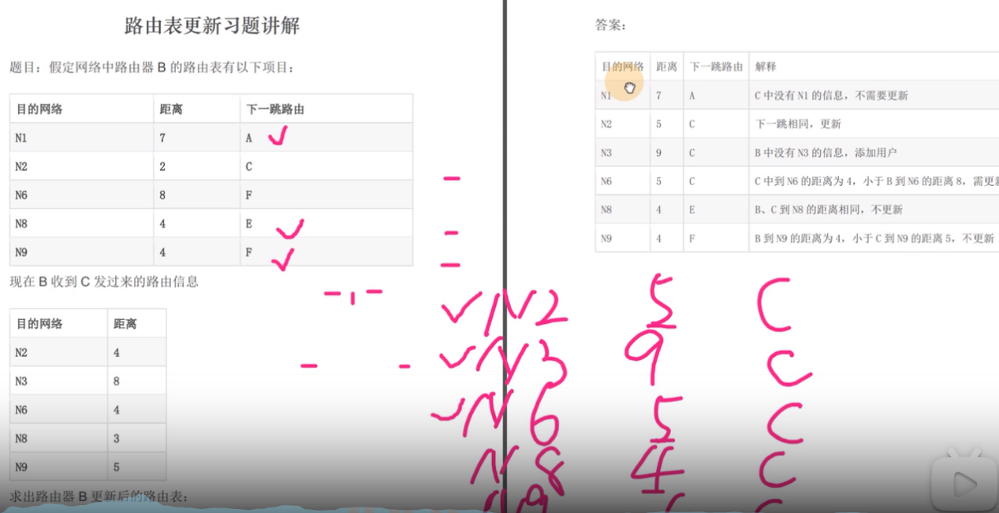 路由表更新习题讲解
题目：假定网络中路由器 B 的路由表有以下项目：
目的网络 距离 下一跳路由
N1 7 A
N2 2 C
N6 8 F
N8 4 E
N9 4 F
现在 B 收到 C 发过来的路由信息
目的网络 距离
N2 4
N3 8
N6 4
N8 3
N9 5
求出路由器 B 更新后的路由表：
答案：
目的网络 距离 下一跳路由 解释
N1 7 A C 中没有 N1 的信息，不需要更新
N2 5 C 下一跳相同，更新
N3 9 C B 中没有 N3 的信息，添加用户
N6 5 C C 中到 N6 的距离为 4，小于 B 到 N6 的距离 8，需更
N8 4 E B、C 到 N8 的距离相同，不更新
N9 4 F B 到 N9 的距离为 4，小于 C 到 N9 的距离 5，不更新
N2 5 C
N3 9 C
N6 5 C
N8 4 C
N9